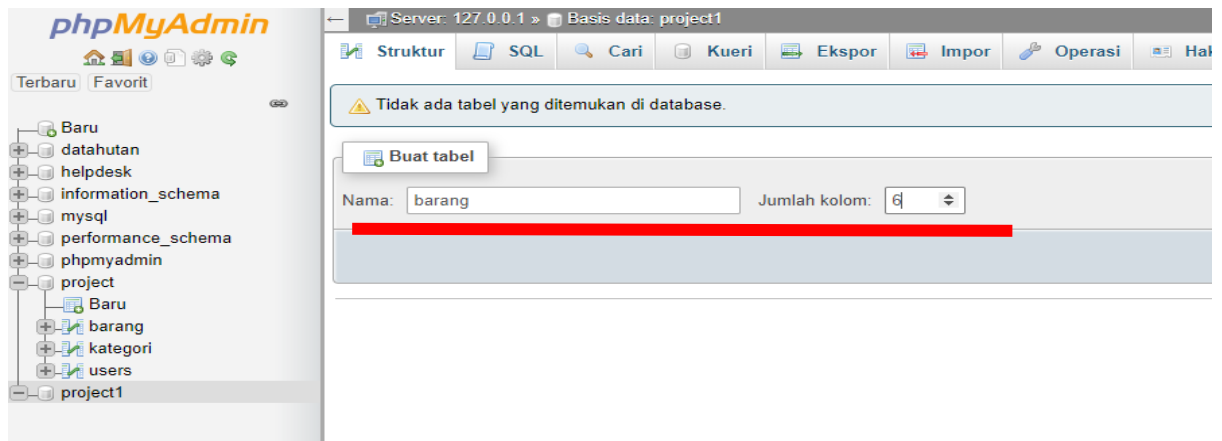 phpMyAdmin
Terbaru Favorit
Baru
datahutan
helpdesk
information_schema
mysql
performance_schema
phpmyadmin
project
Baru
barang
kategori
users
project1
Server: 127.0.0.1 » Basis data: project1
Struktur SQL Cari Kueri Ekspor Impor Operasi Hak
Tidak ada tabel yang ditemukan di database.
Buat tabel
Nama: barang Jumlah kolom: 6